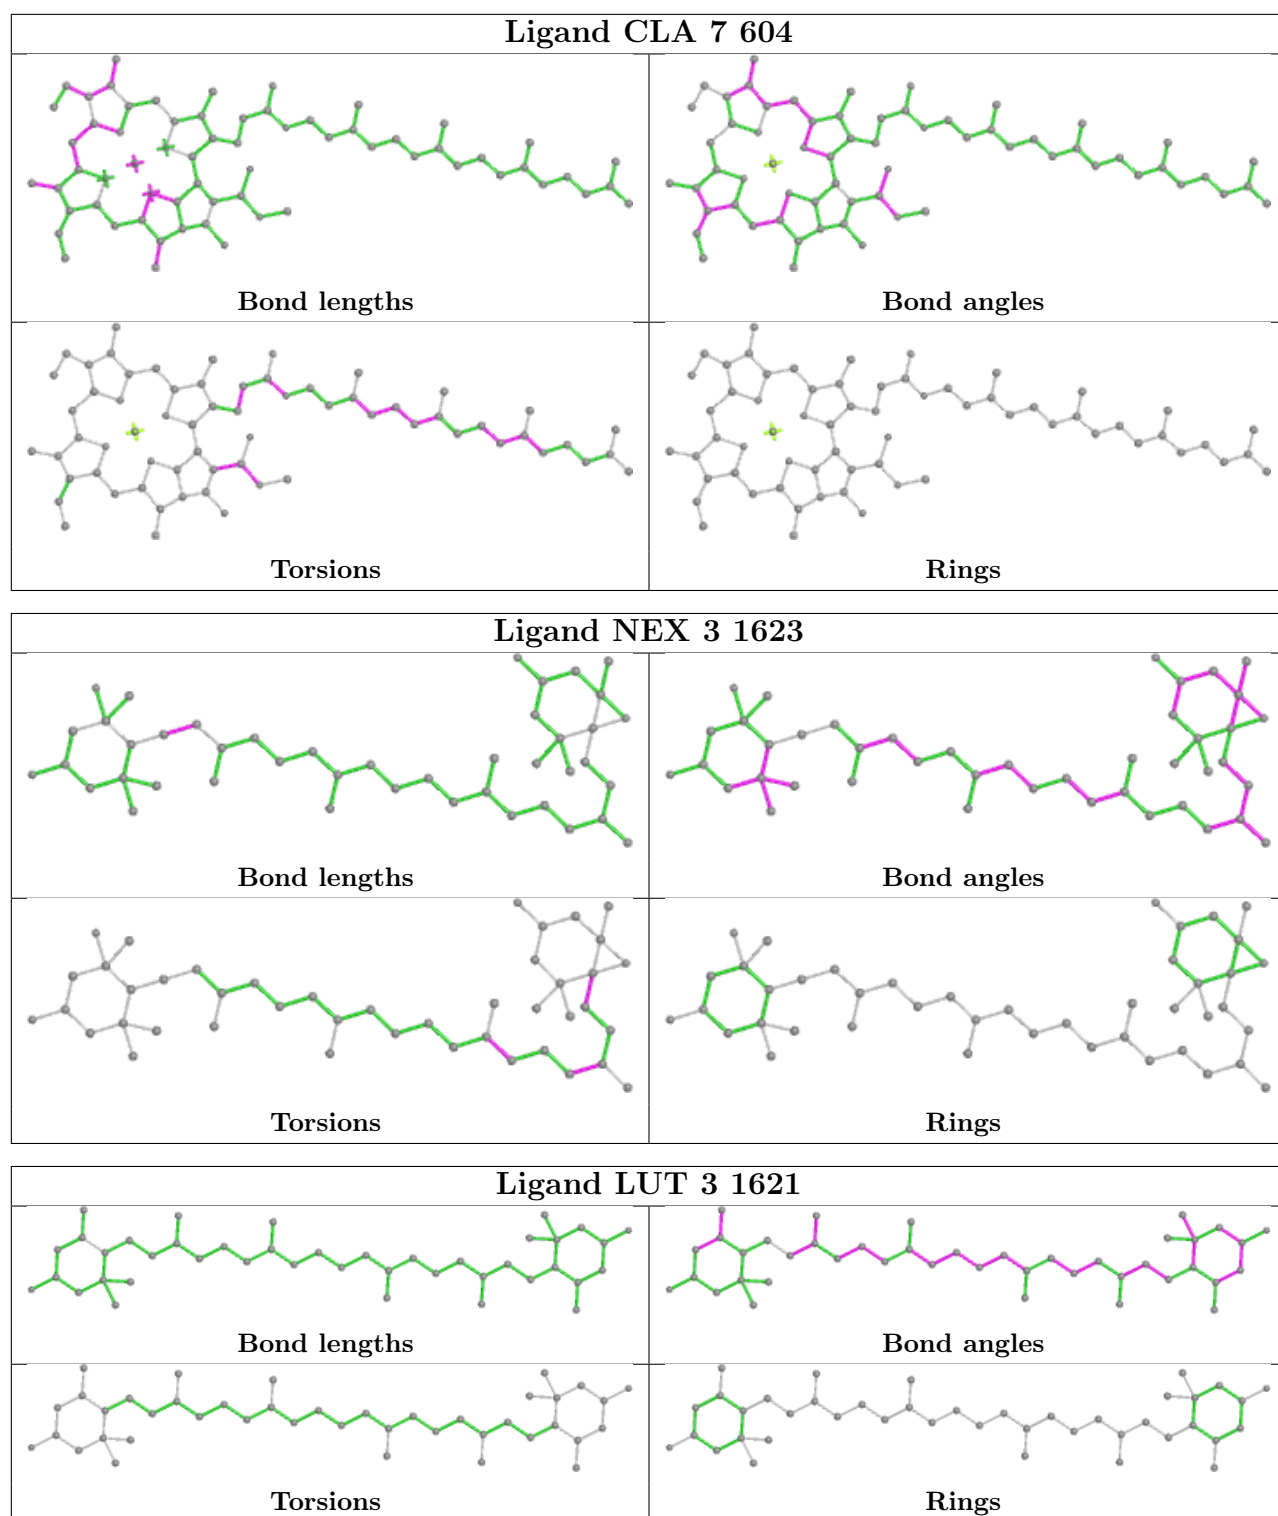 Ligand CLA 7 604
Bond lengths
Bond angles
Torsions
Rings
Ligand NEX 3 1623
Bond lengths
Bond angles
Torsions
Rings
Ligand LUT 3 1621
Bond lengths
Bond angles
Torsions
Rings